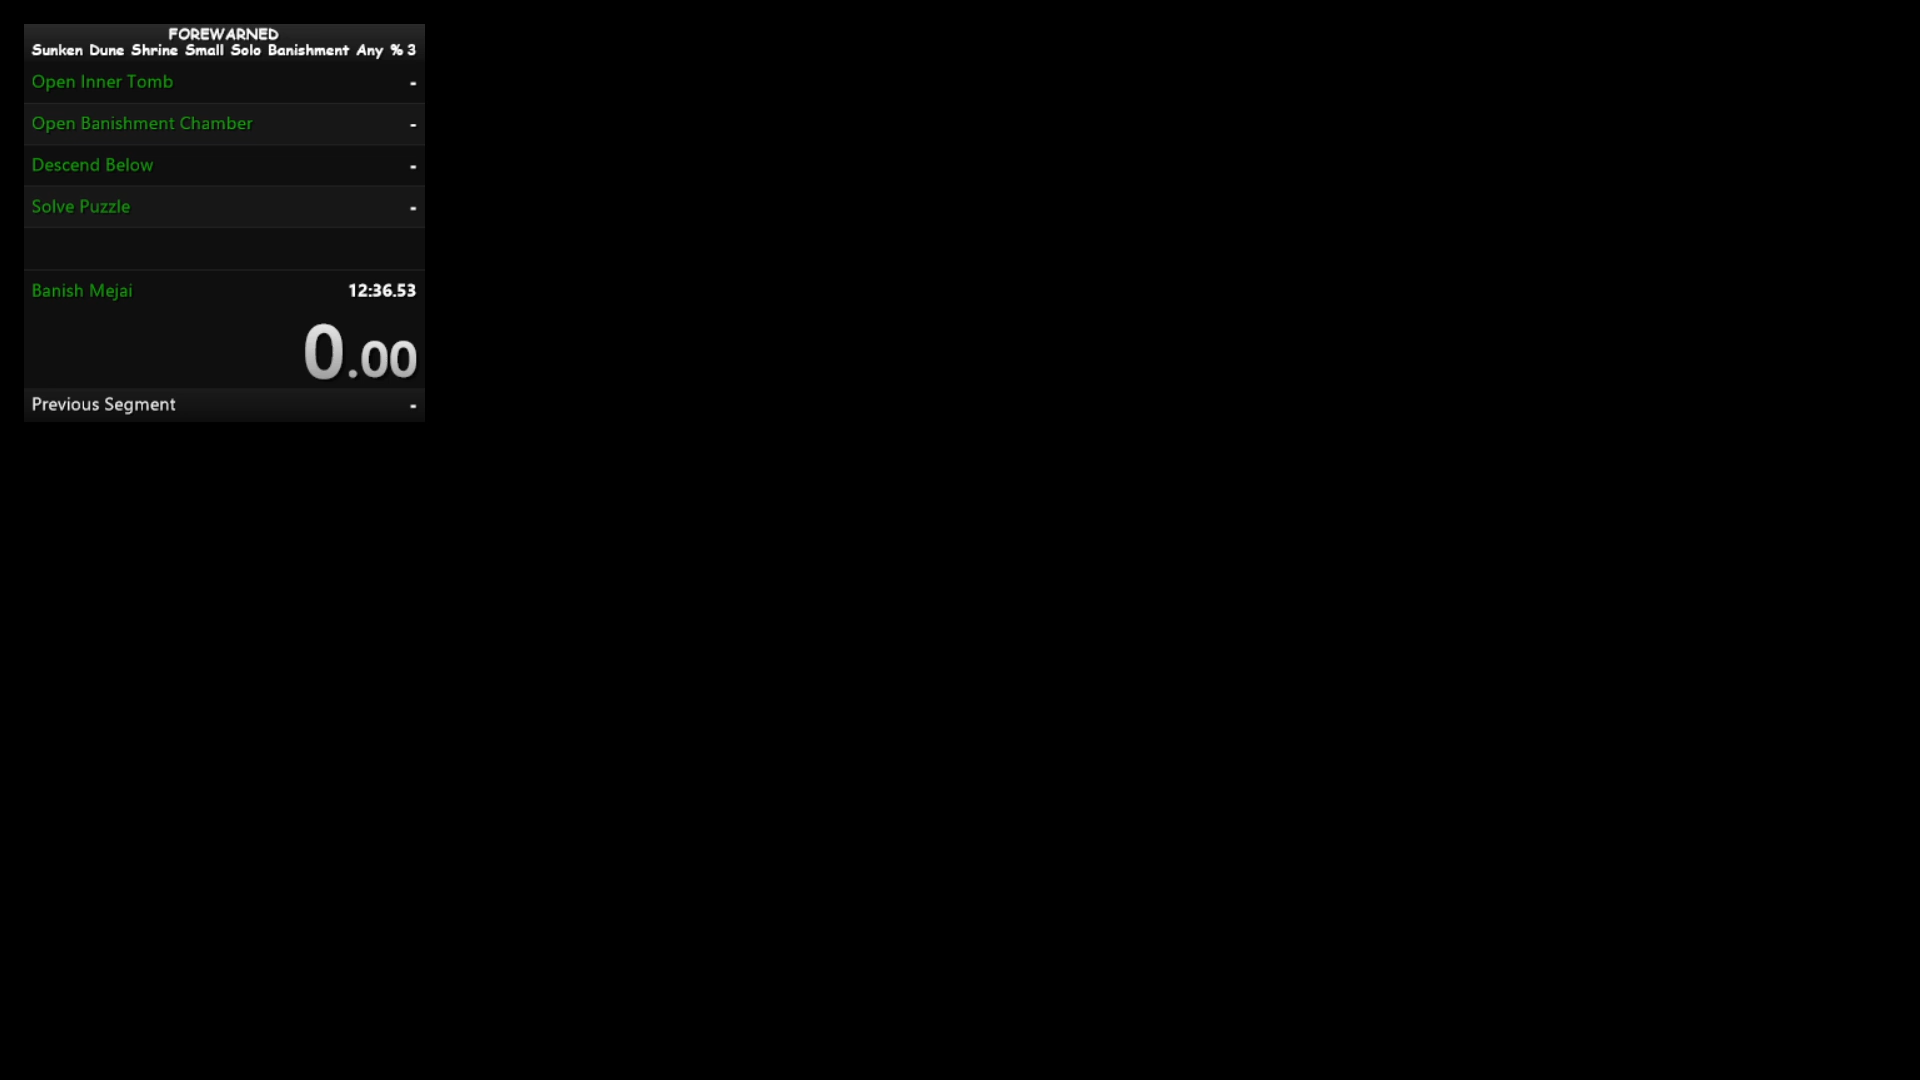 FOREWARNED
Sunken Dune Shrine Small Solo Banishment Any % 3
Open Inner Tomb -
Open Banishment Chamber -
Descend Below -
Solve Puzzle -
Banish Mejai 12:36.53
0.00
Previous Segment -